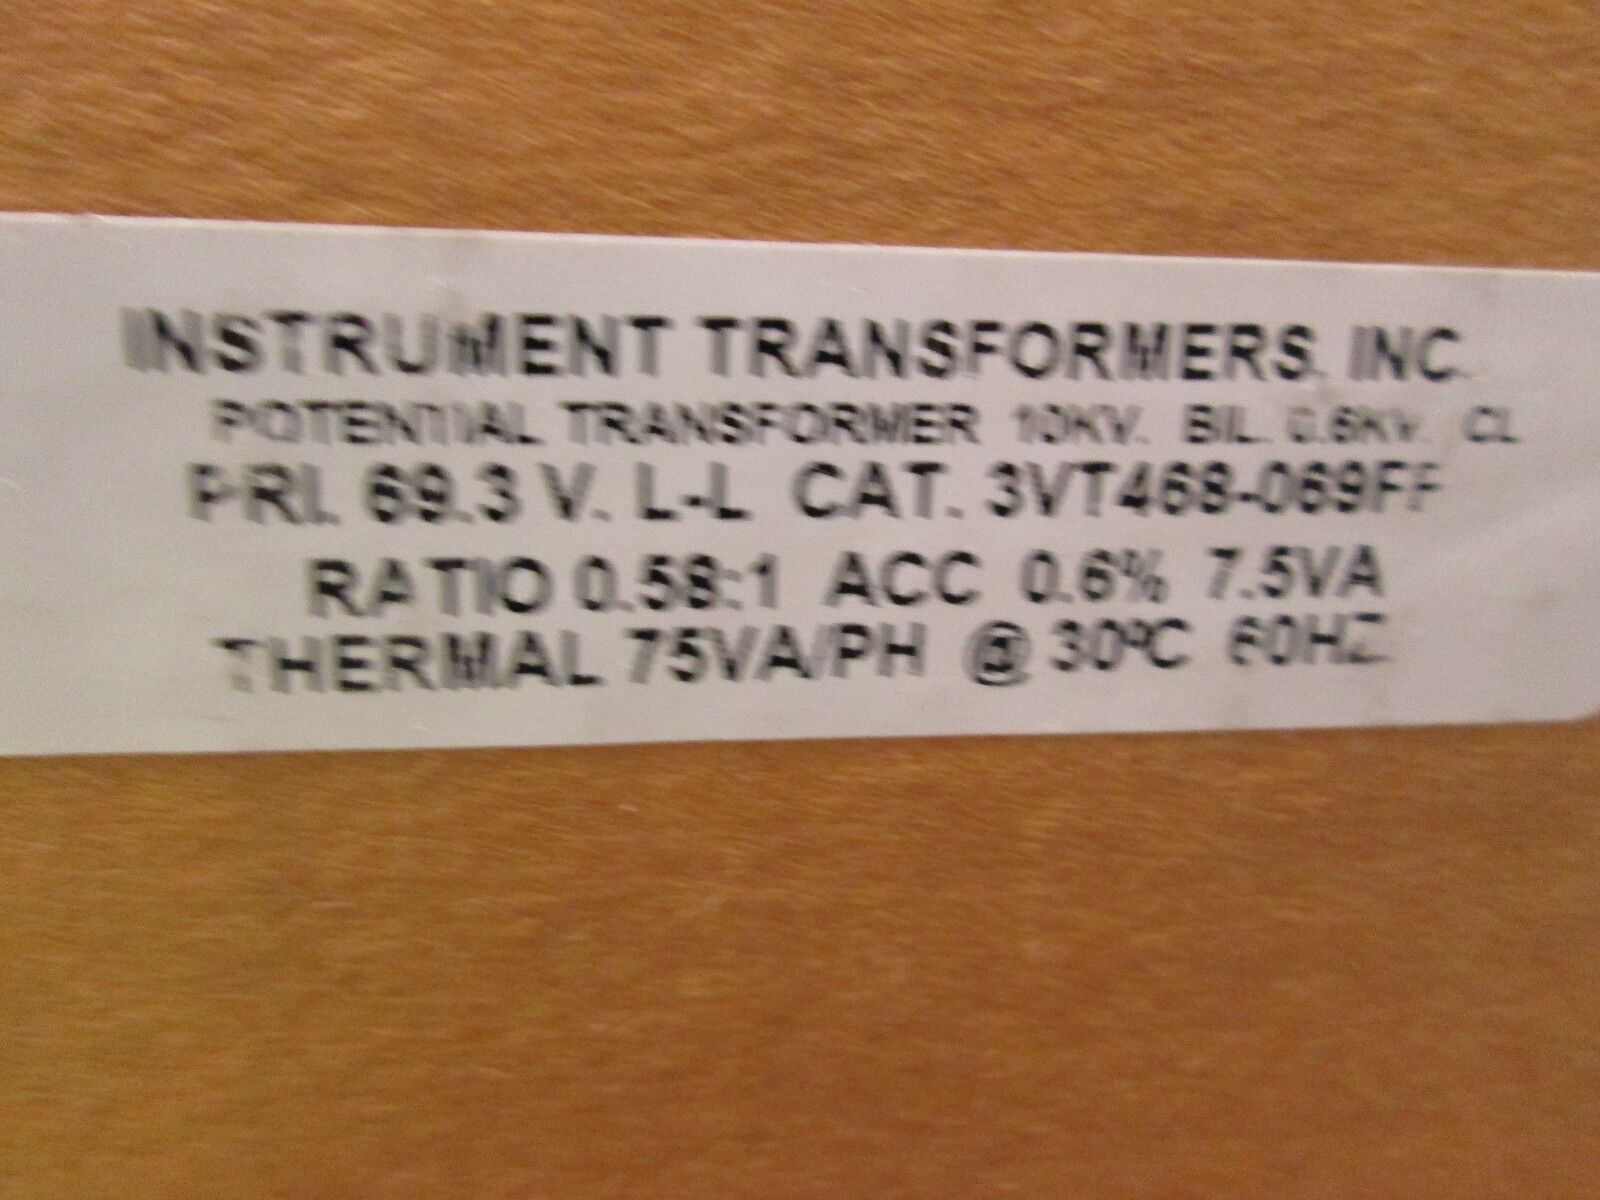 INSTRUMENT TRANSFORMERS, INC.
POTENTIAL TRANSFORMER 10KV. BIL. 0.6KV. CL
PRI. 69.3 V. L-L CAT. 3VT468-069FF
RATIO 0.58:1 ACC 0.6% 7.5VA
THERMAL 75VA/PH @ 30ºC 60HZ.